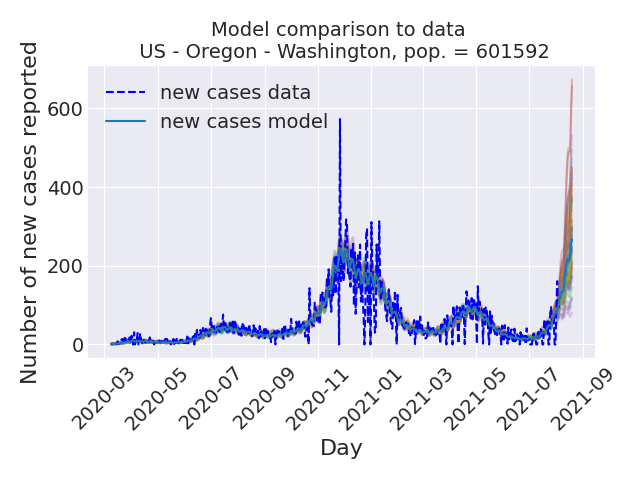 Model comparison to data
US - Oregon - Washington, pop. = 601592
Number of new cases reported
new cases data
new cases model
600
400
200
0
2020-03
2020-05
2020-07
2020-09
2020-11
2021-01
2021-03
2021-05
2021-07
2021-09
Day